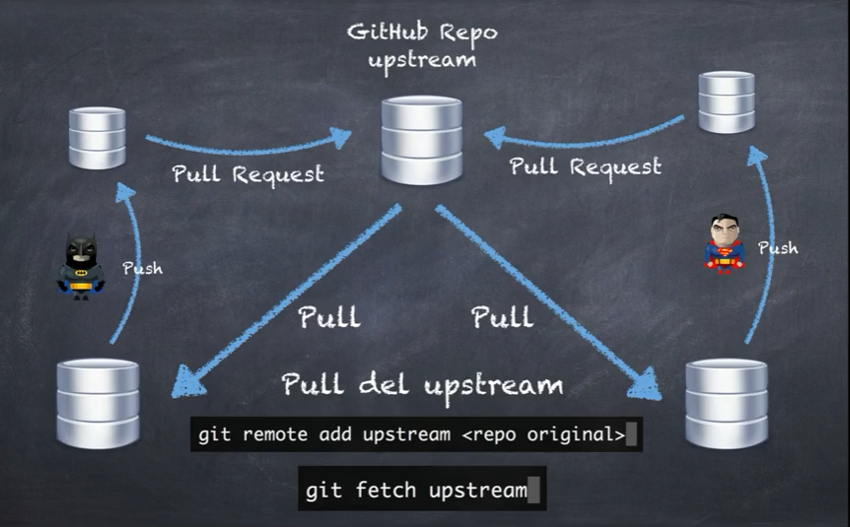 GitHub Repo
upstream
Pull Request
Pull Request
Push
Push
Pull
Pull
Pull del upstream
git remote add upstream <repo original>
git fetch upstream